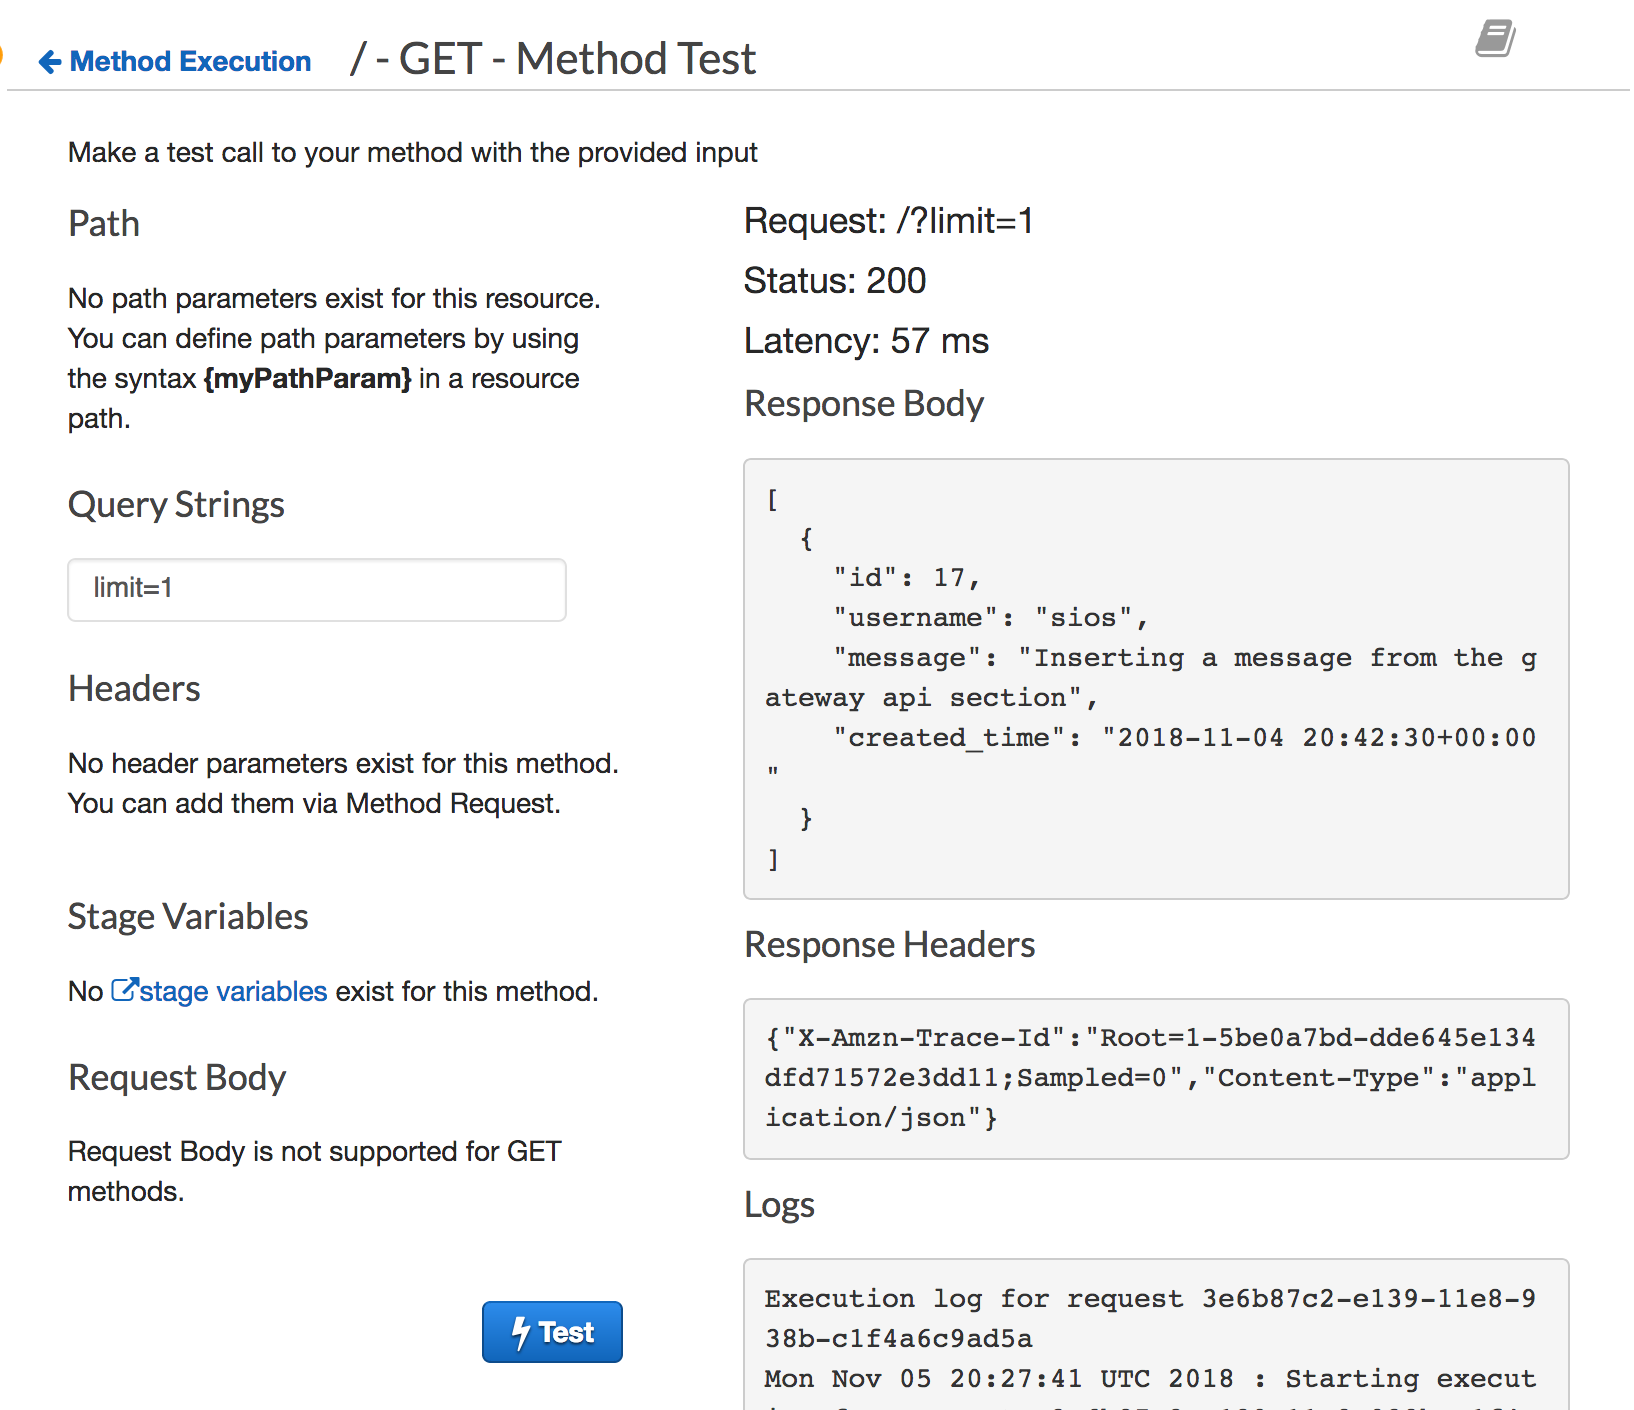 Method Execution / - GET - Method Test
Make a test call to your method with the provided input
Path
No path parameters exist for this resource.
You can define path parameters by using
the syntax {myPathParam} in a resource
path.
Query Strings
limit=1
Headers
No header parameters exist for this method.
You can add them via Method Request.
Stage Variables
No stage variables exist for this method.
Request Body
Request Body is not supported for GET
methods.
Test
Request: /?limit=1
Status: 200
Latency: 57 ms
Response Body
[
  {
    "id": 17,
    "username": "sios",
    "message": "Inserting a message from the g
ateway api section",
    "created_time": "2018-11-04 20:42:30+00:00
"
  }
]
Response Headers
{"X-Amzn-Trace-Id":"Root=1-5be0a7bd-dde645e134
dfd71572e3dd11;Sampled=0","Content-Type":"appl
ication/json"}
Logs
Execution log for request 3e6b87c2-e139-11e8-9
38b-c1f4a6c9ad5a
Mon Nov 05 20:27:41 UTC 2018 : Starting execut